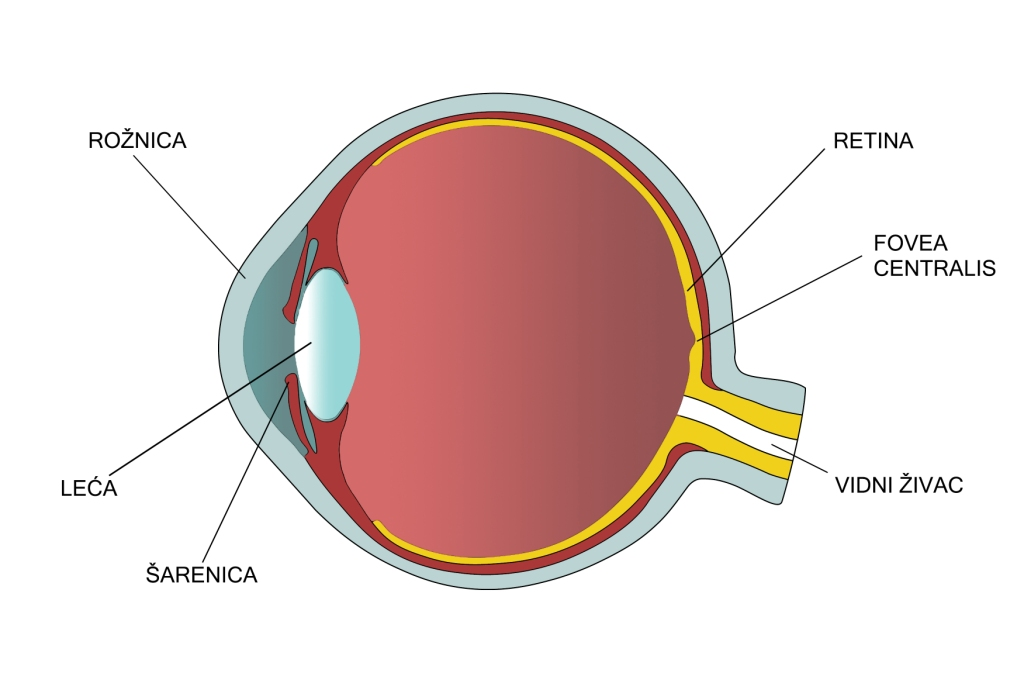 ROŽNICA
RETINA
FOVEA
CENTRALIS
LEĆA
VIDNI ŽIVAC
ŠARENICA